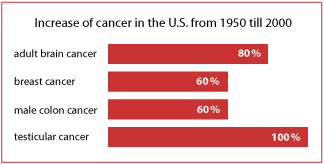 Increase of cancer in the U.S. from 1950 till 2000
adult brain cancer 80%
breast cancer 60%
male colon cancer 60%
testicular cancer 100%